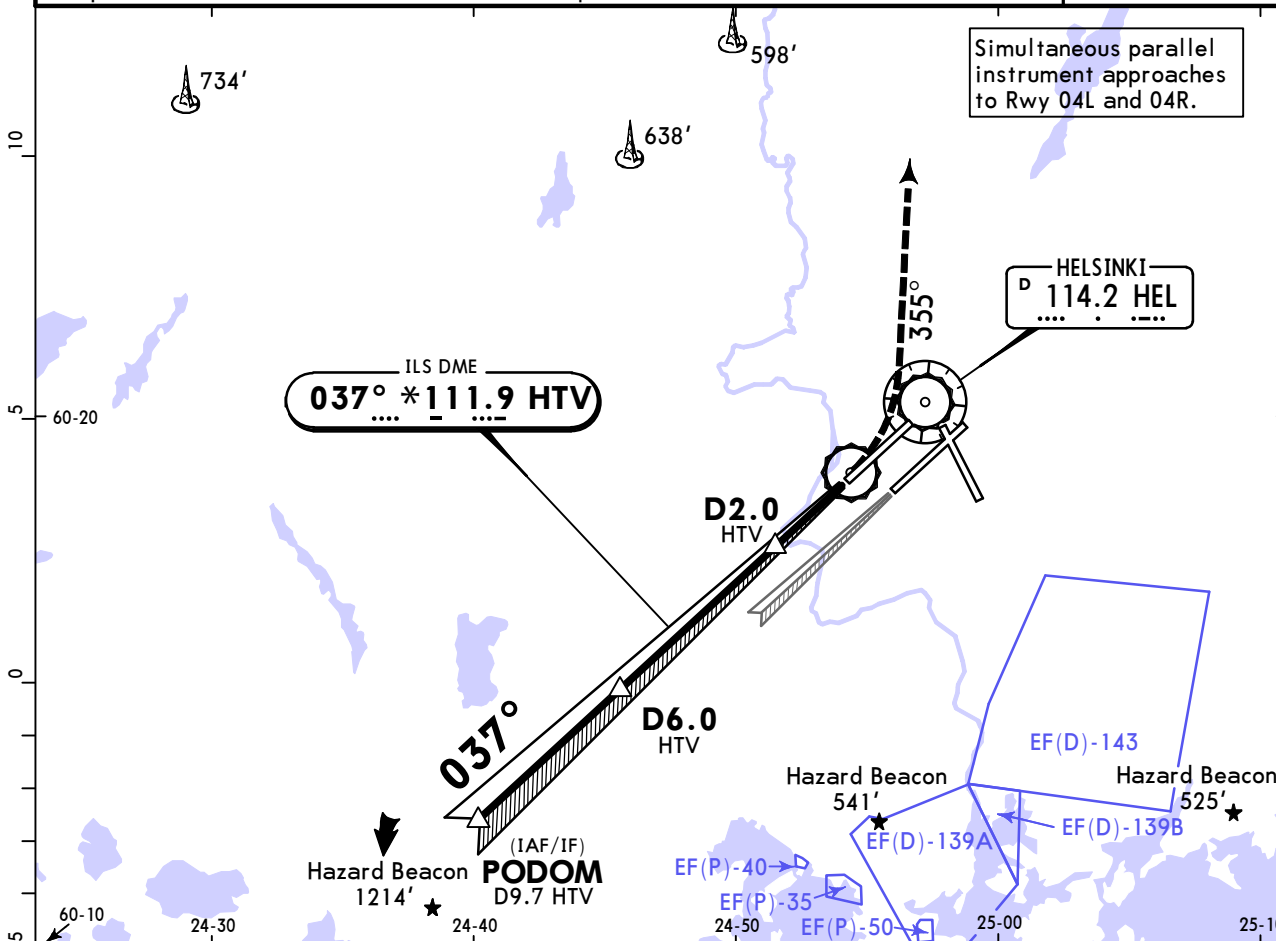 Simultaneous parallel
instrument approaches
to Rwy 04L and 04R.
598'
734'
638'
10
HELSINKI
D 114.2 HEL
355°
ILS DME
037° *111.9 HTV
5
60-20
D2.0
HTV
0
D6.0
HTV
037°
EF(D)-143
Hazard Beacon
541'
Hazard Beacon
525'
EF(D)-139A
EF(D)-139B
(IAF/IF)
PODOM
D9.7 HTV
Hazard Beacon
1214'
EF(P)-40
EF(P)-35
EF(P)-50
60-10
24-30
24-40
24-50
25-00
25-10
5